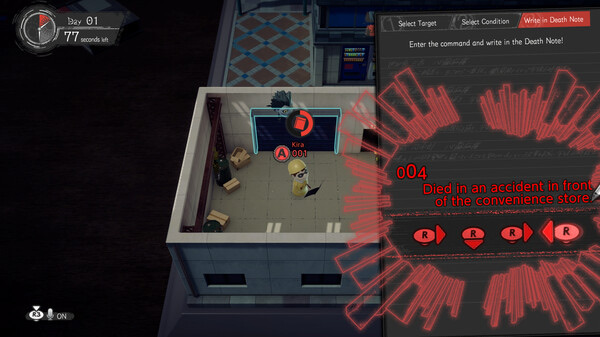 Day 01
77 seconds left
Select Target
Select Condition
Write in Death Note
Enter the command and write in the Death Note!
Kira
A 001
004
Died in an accident in front
of the convenience store
R R R R
R3 ON